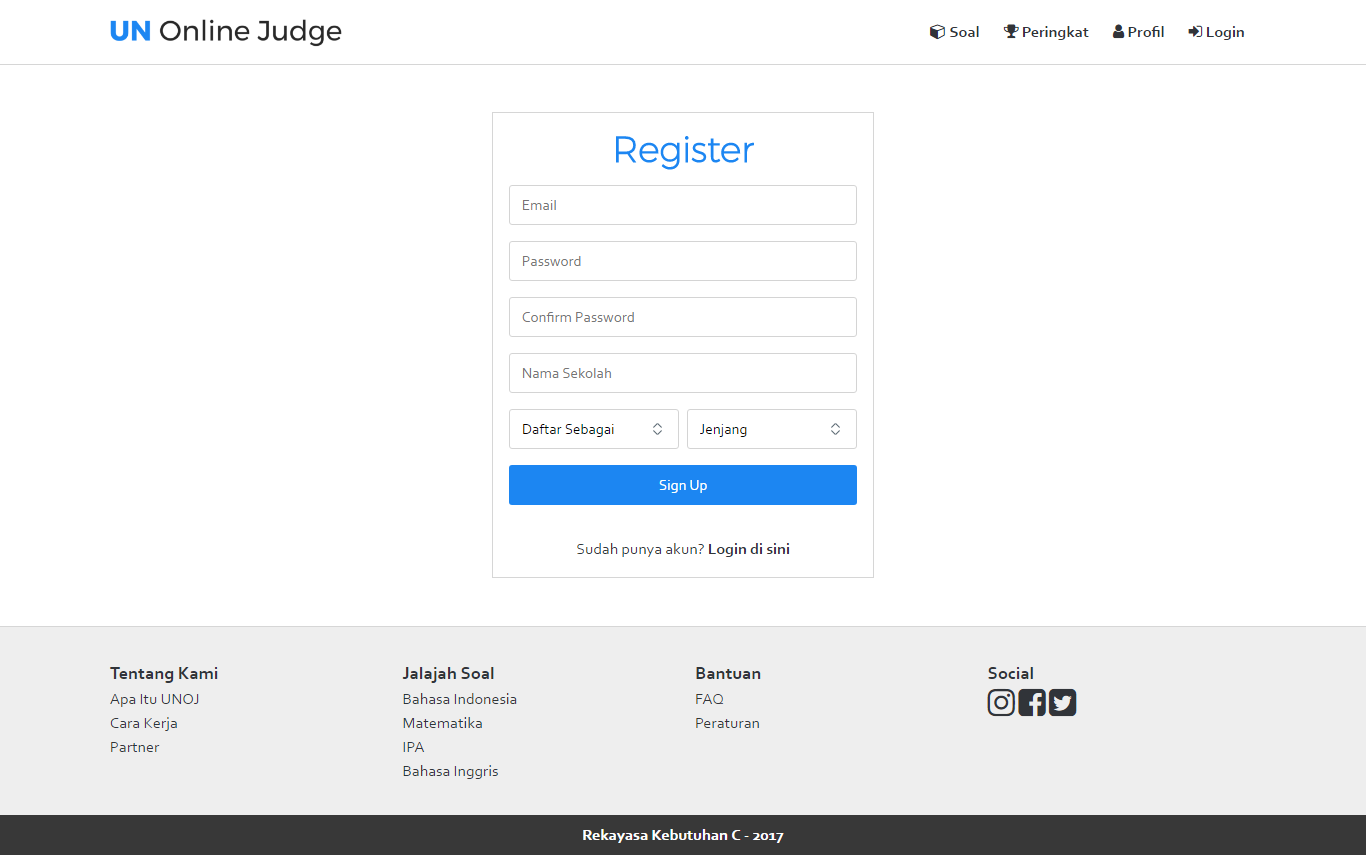 UN Online Judge
Soal Peringkat Profil Login
Register
Email
Password
Confirm Password
Nama Sekolah
Daftar Sebagai Jenjang
Sign Up
Sudah punya akun? Login di sini
Tentang Kami
Apa Itu UNOJ
Cara Kerja
Partner
Jalajah Soal
Bahasa Indonesia
Matematika
IPA
Bahasa Inggris
Bantuan
FAQ
Peraturan
Social
Rekayasa Kebutuhan C - 2017